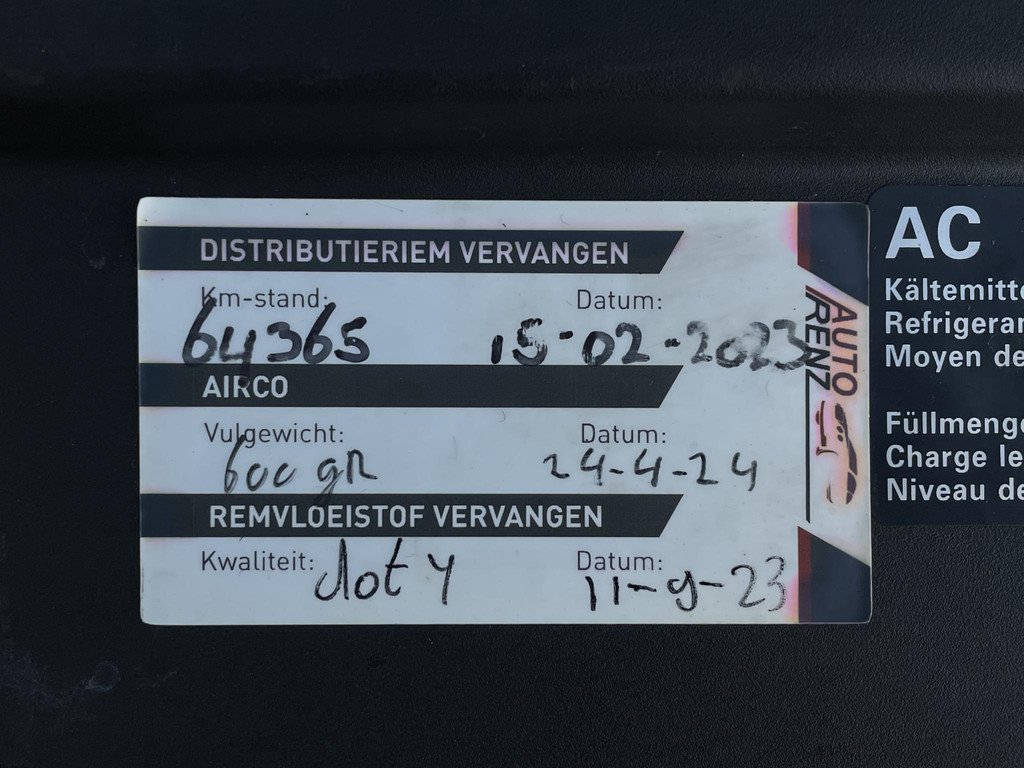 DISTRIBUTIERIEM VERVANGEN
Km-stand: Datum:
64365 15-02-2023
AIRCO
Vulgewicht: Datum:
600 gR 24-4-24
REMVLOEISTOF VERVANGEN
Kwaliteit: dot 4 Datum: 11-9-23
AUTO
RENZ
AC
Kältemitte
Refrigeran
Moyen de
Füllmenge
Charge le
Niveau de